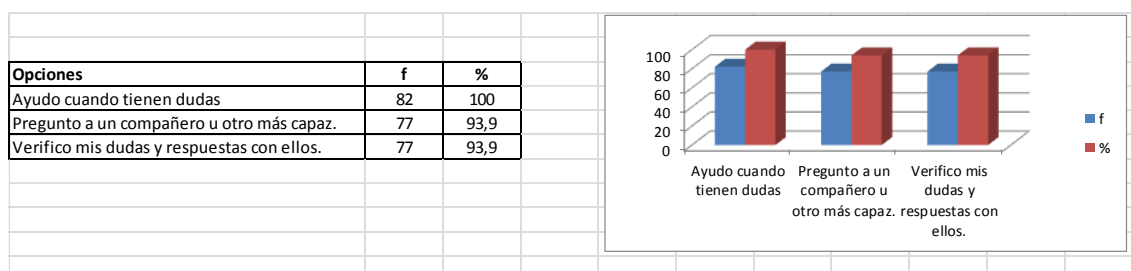 Opciones f %
Ayudo cuando tienen dudas 82 100
Pregunto a un compañero u otro más capaz. 77 93,9
Verifico mis dudas y respuestas con ellos. 77 93,9
100
80
60
40
20
0
Ayudo cuando
tienen dudas
Pregunto a un
compañero u
otro más capaz.
Verifico mis
dudas y
respuestas con
ellos.
f
%